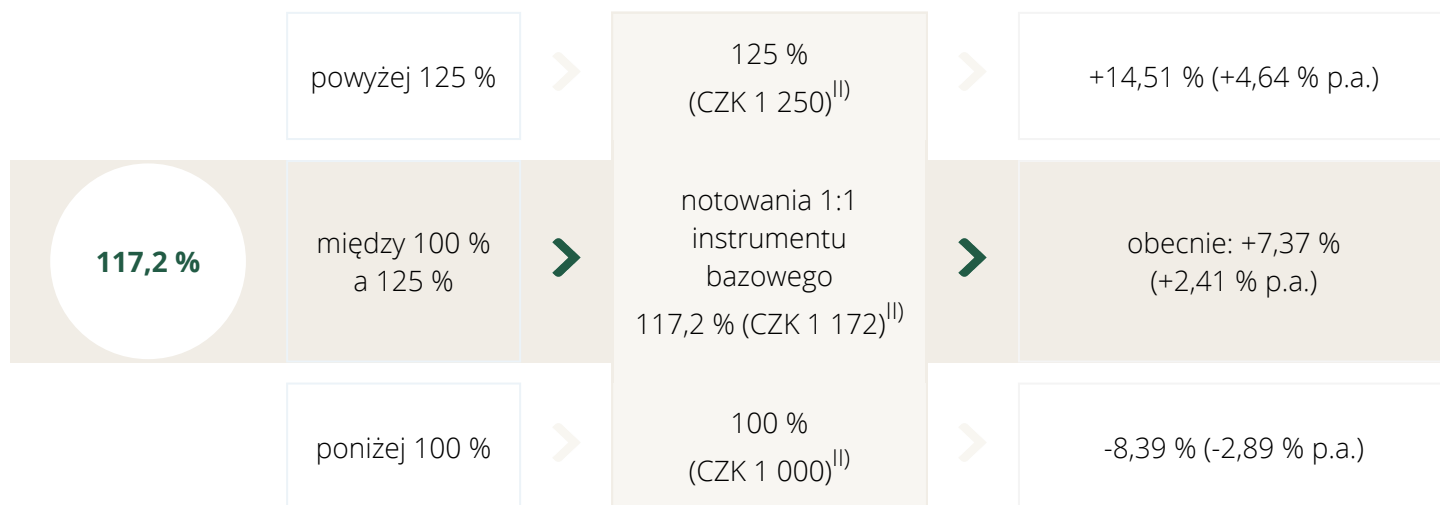 powyżej 125 %
125 %
(CZK 1 250)II)
+14,51 % (+4,64 % p.a.)
117,2 %
między 100 %
a 125 %
notowania 1:1
instrumentu
bazowego
117,2 % (CZK 1 172)II)
obecnie: +7,37 %
(+2,41 % p.a.)
poniżej 100 %
100 %
(CZK 1 000)II)
-8,39 % (-2,89 % p.a.)